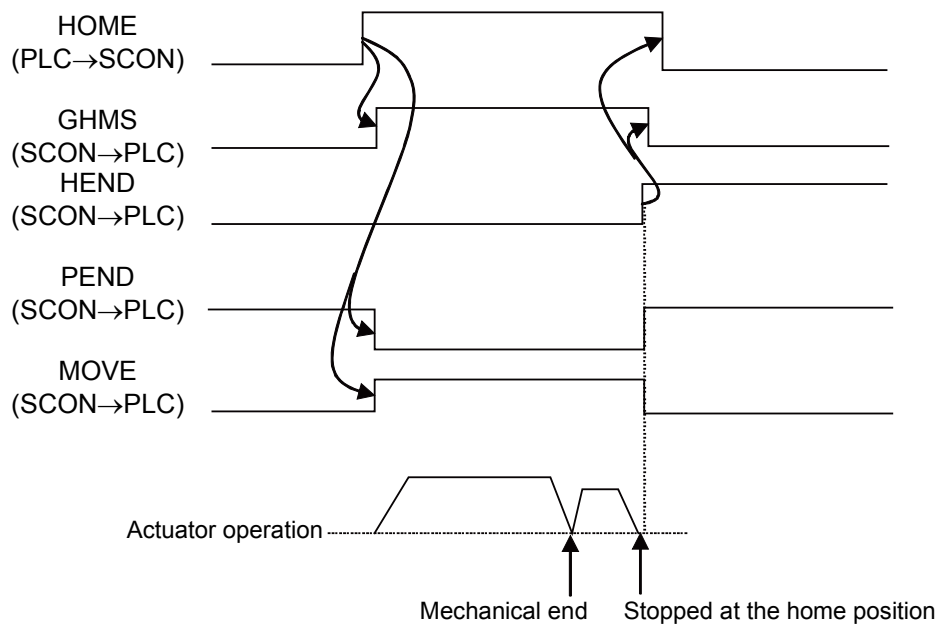 HOME
(PLC→SCON)
GHMS
(SCON→PLC)
HEND
(SCON→PLC)
PEND
(SCON→PLC)
MOVE
(SCON→PLC)
Actuator operation
Mechanical end
Stopped at the home position